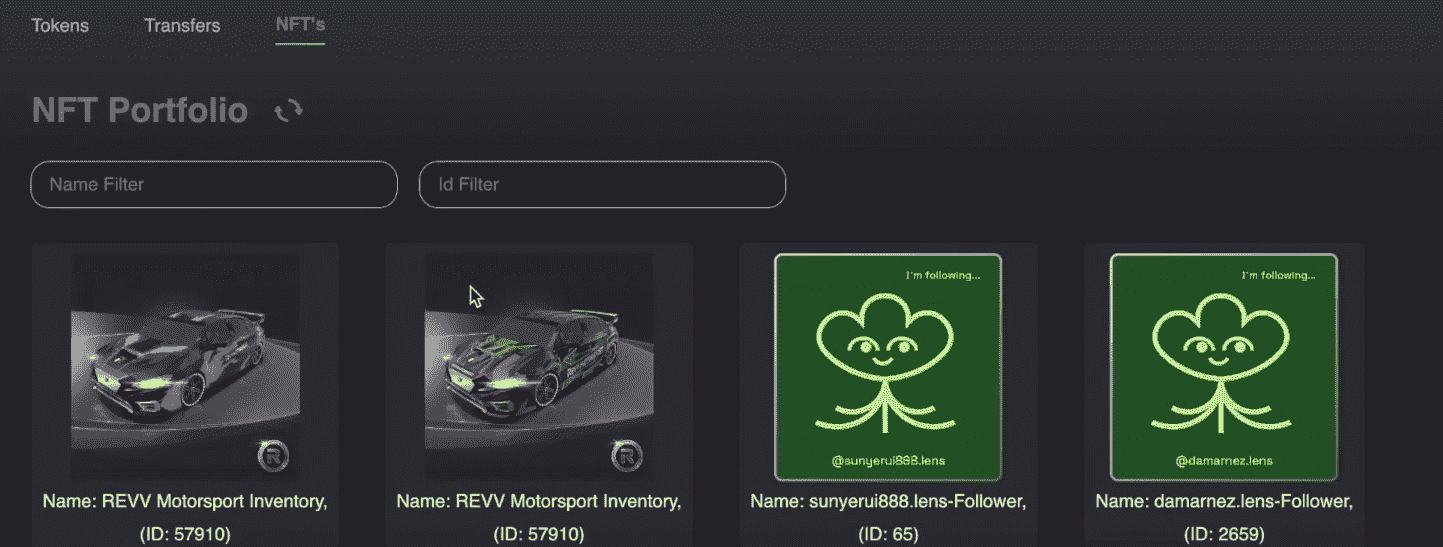 Tokens Transfers NFT's
NFT Portfolio
Name Filter Id Filter
I'm following... I'm following...
R R
@sunyerui888.lens @damarnez.lens
Name: REVV Motorsport Inventory, Name: REVV Motorsport Inventory, Name: sunyerui888.lens-Follower, Name: damarnez.lens-Follower,
(ID: 57910) (ID: 57910) (ID: 65) (ID: 2659)